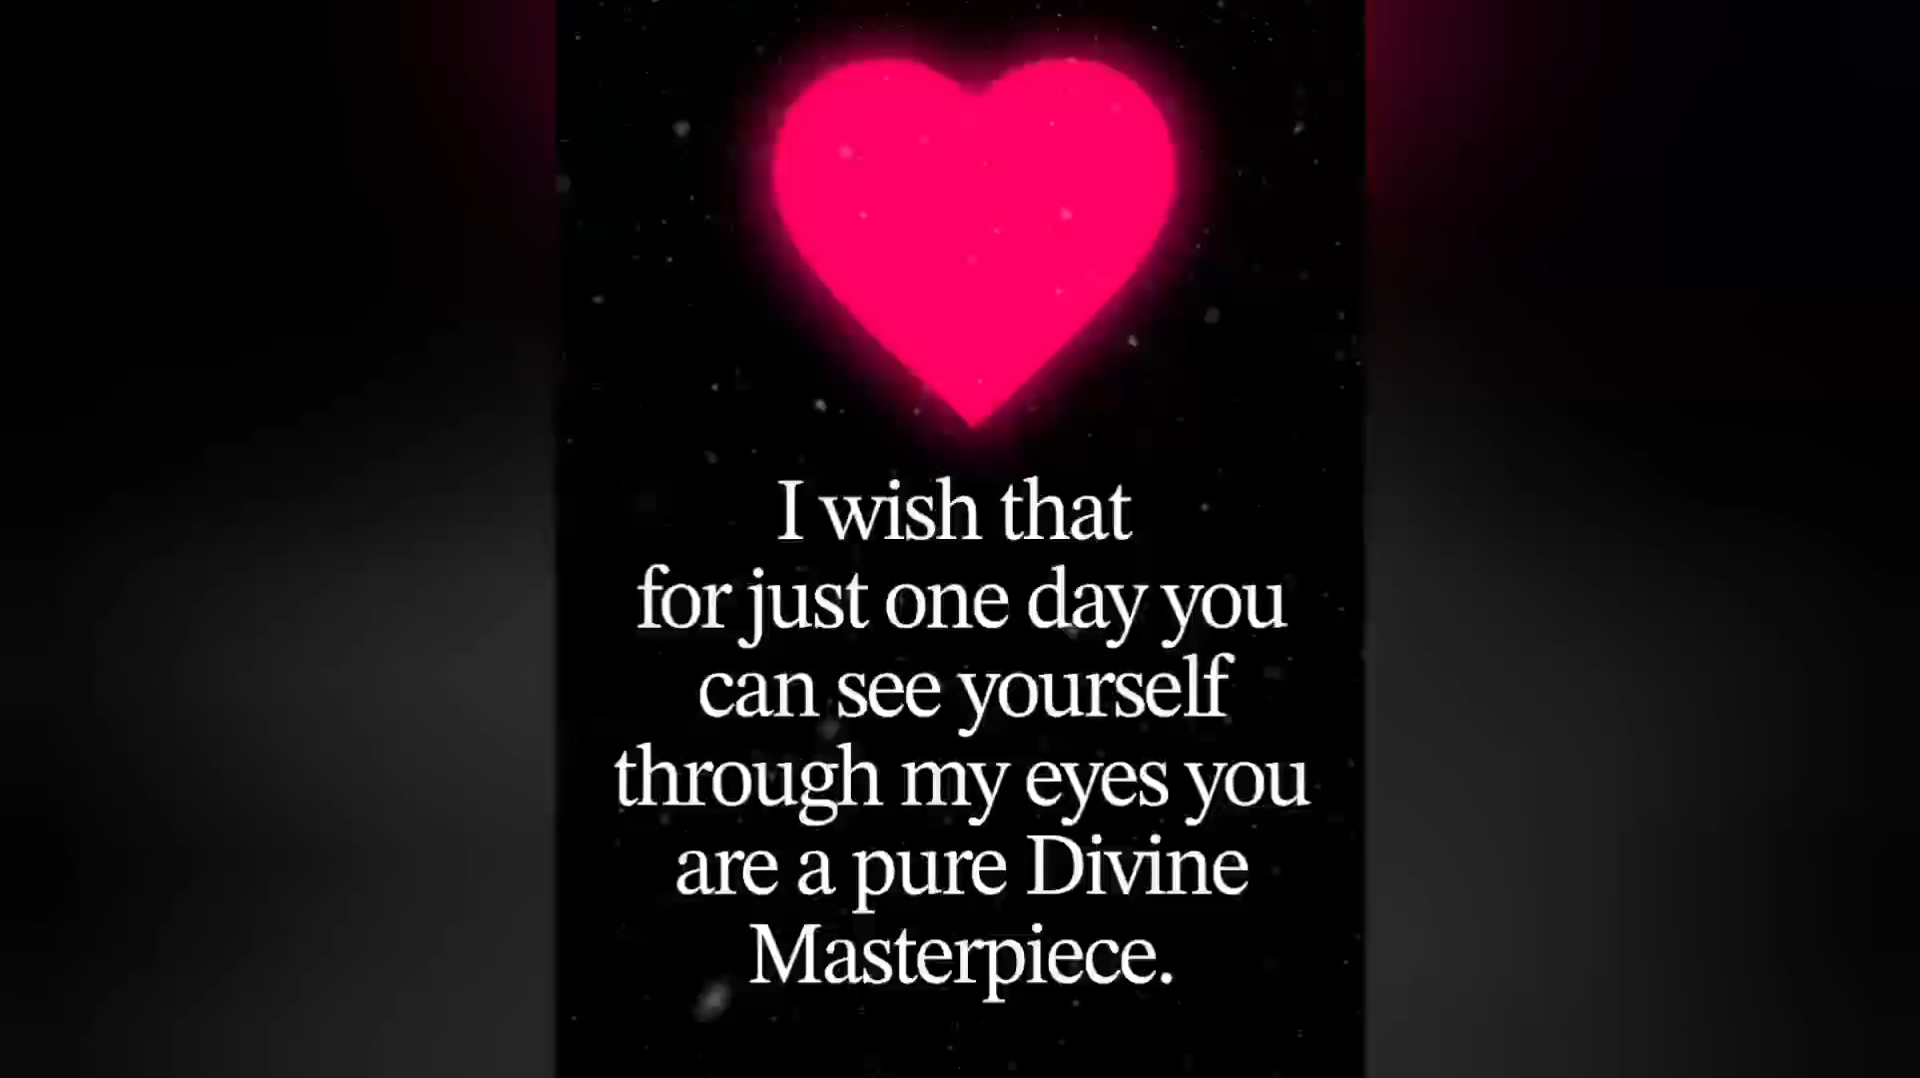 I wish that
for just one day you
can see yourself
through my eyes you
are a pure Divine
Masterpiece.